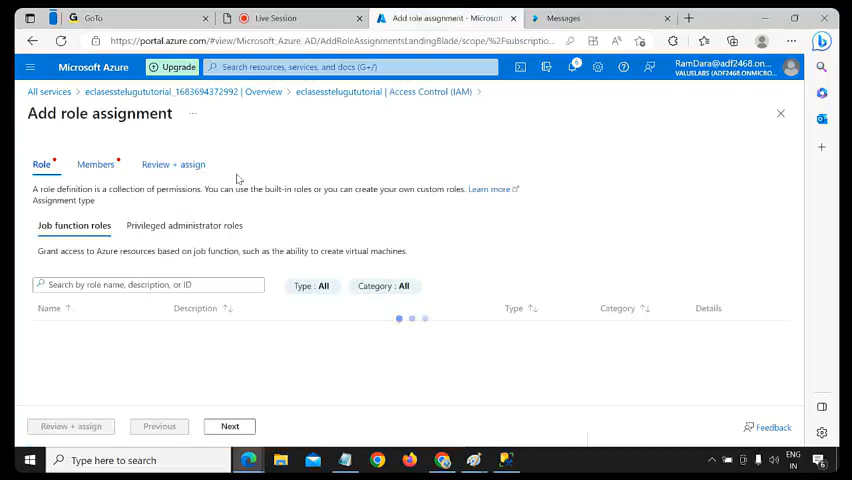 GoTo
Live Session
Add role assignment - Microsoft
Messages
https://portal.azure.com/#view/Microsoft_Azure_AD/AddRoleAssignmentsLandingBlade/scope/%2Fsubscriptio...
Microsoft Azure
Upgrade
Search resources, services, and docs (G+/)
6
RamDara@adf2468.on...
VALUELABS (ADF2468.ONMICRO...
All services > eclasesstelugututorial_1683694372992 | Overview > eclasesstelugututorial | Access Control (IAM) >
Add role assignment ...
Role
Members
Review + assign
A role definition is a collection of permissions. You can use the built-in roles or you can create your own custom roles. Learn more
Assignment type
Job function roles
Privileged administrator roles
Grant access to Azure resources based on job function, such as the ability to create virtual machines.
Search by role name, description, or ID
Type : All
Category : All
Name ↑
Description ↑↓
Type ↑↓
Category ↑↓
Details
Review + assign
Previous
Next
Feedback
Type here to search
ENG
IN
6